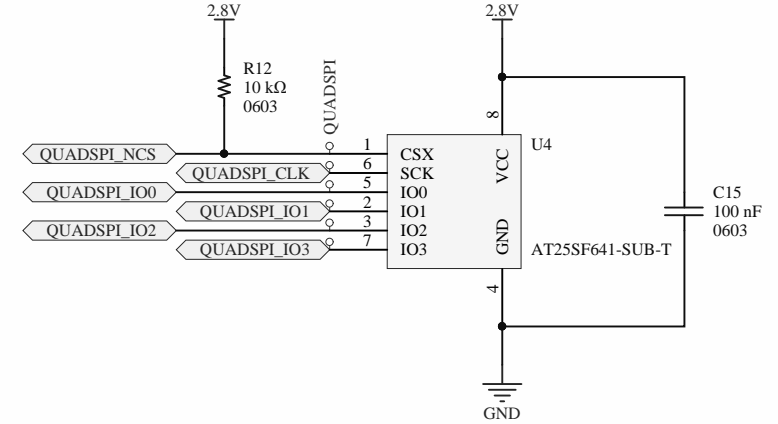 2.8V
2.8V
R12
10 kΩ
0603
QUADSPI
QUADSPI_NCS
1
CSX
QUADSPI_CLK
6
SCK
QUADSPI_IO0
5
IO0
QUADSPI_IO1
2
IO1
QUADSPI_IO2
3
IO2
QUADSPI_IO3
7
IO3
8
VCC
GND
4
U4
AT25SF641-SUB-T
C15
100 nF
0603
GND